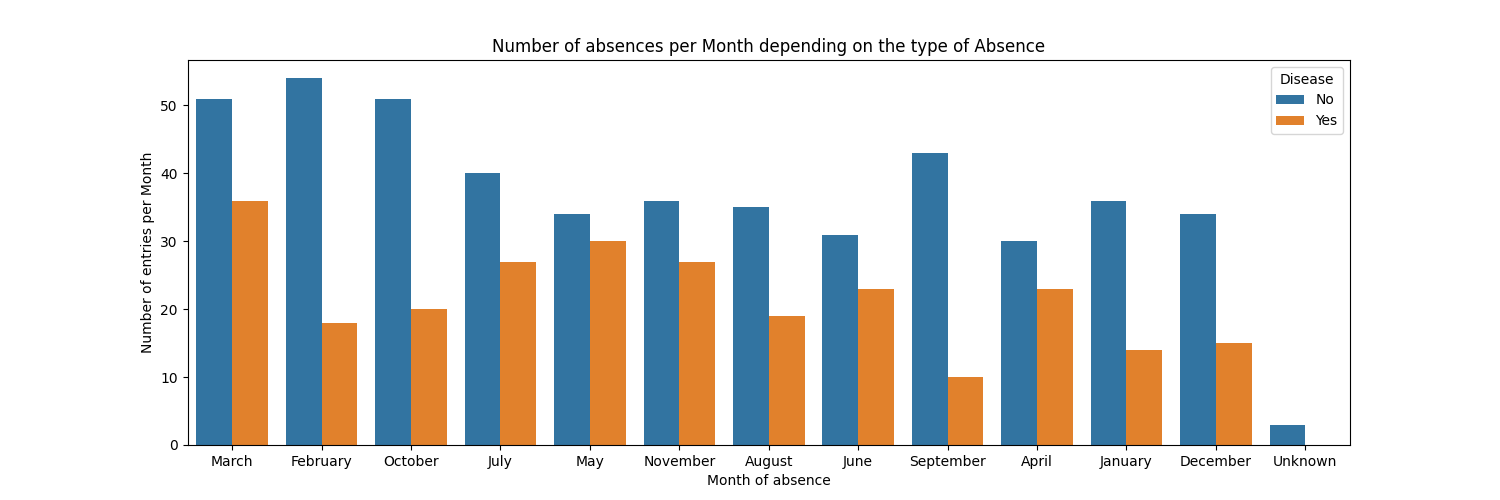 Number of absences per Month depending on the type of Absence
Disease
No
Yes
Number of entries per Month
50
40
30
20
10
0
March February October July May November August June September April January December Unknown
Month of absence